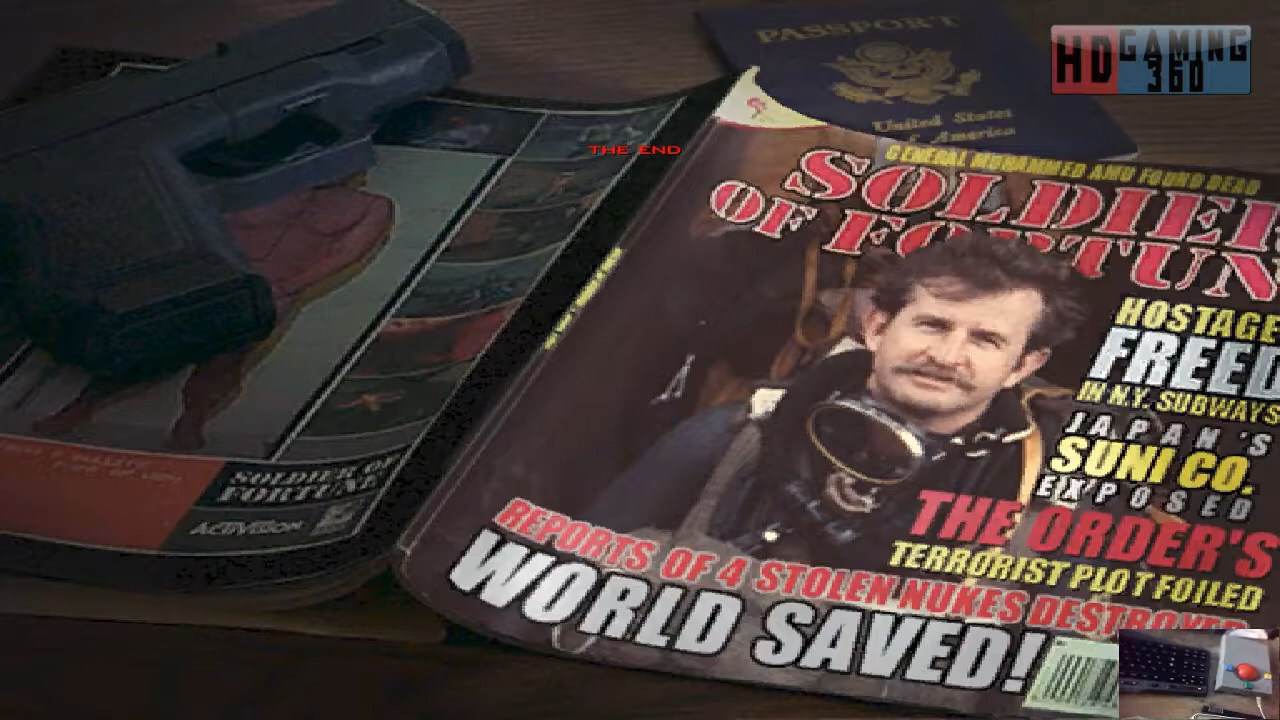 PASSPORT
United States
of America
HD GAMING 360
THE END
GENERAL MUHAMMED AMU FOUND DEAD
SOLDIER
OF FORTUN
HOSTAGE
FREED
IN N.Y. SUBWAYS
JAPAN'S
SUNI CO.
EXPOSED
THE ORDER'S
TERRORIST PLOT FOILED
REPORTS OF 4 STOLEN NUKES DESTROYED
WORLD SAVED!
SOLDIER OF
FORTUNE
ACTIVISION